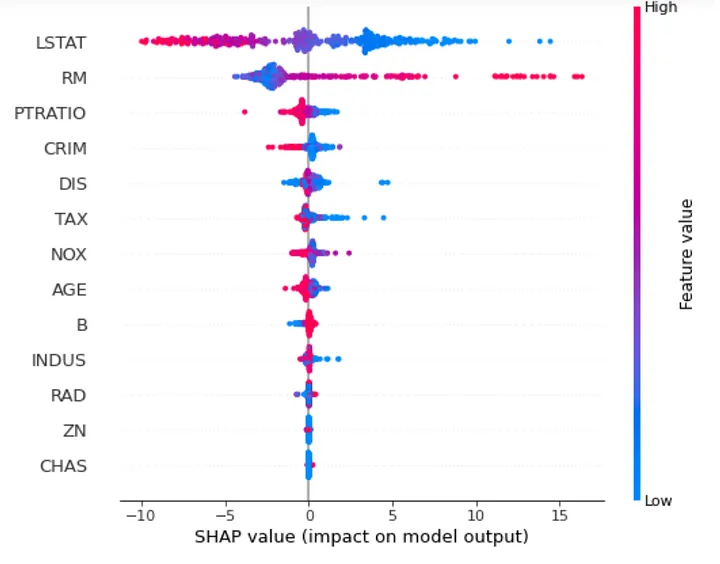 High
LSTAT
RM
PTRATIO
CRIM
DIS
TAX
NOX
AGE
B
INDUS
RAD
ZN
CHAS
Feature value
Low
−10 −5 0 5 10 15
SHAP value (impact on model output)